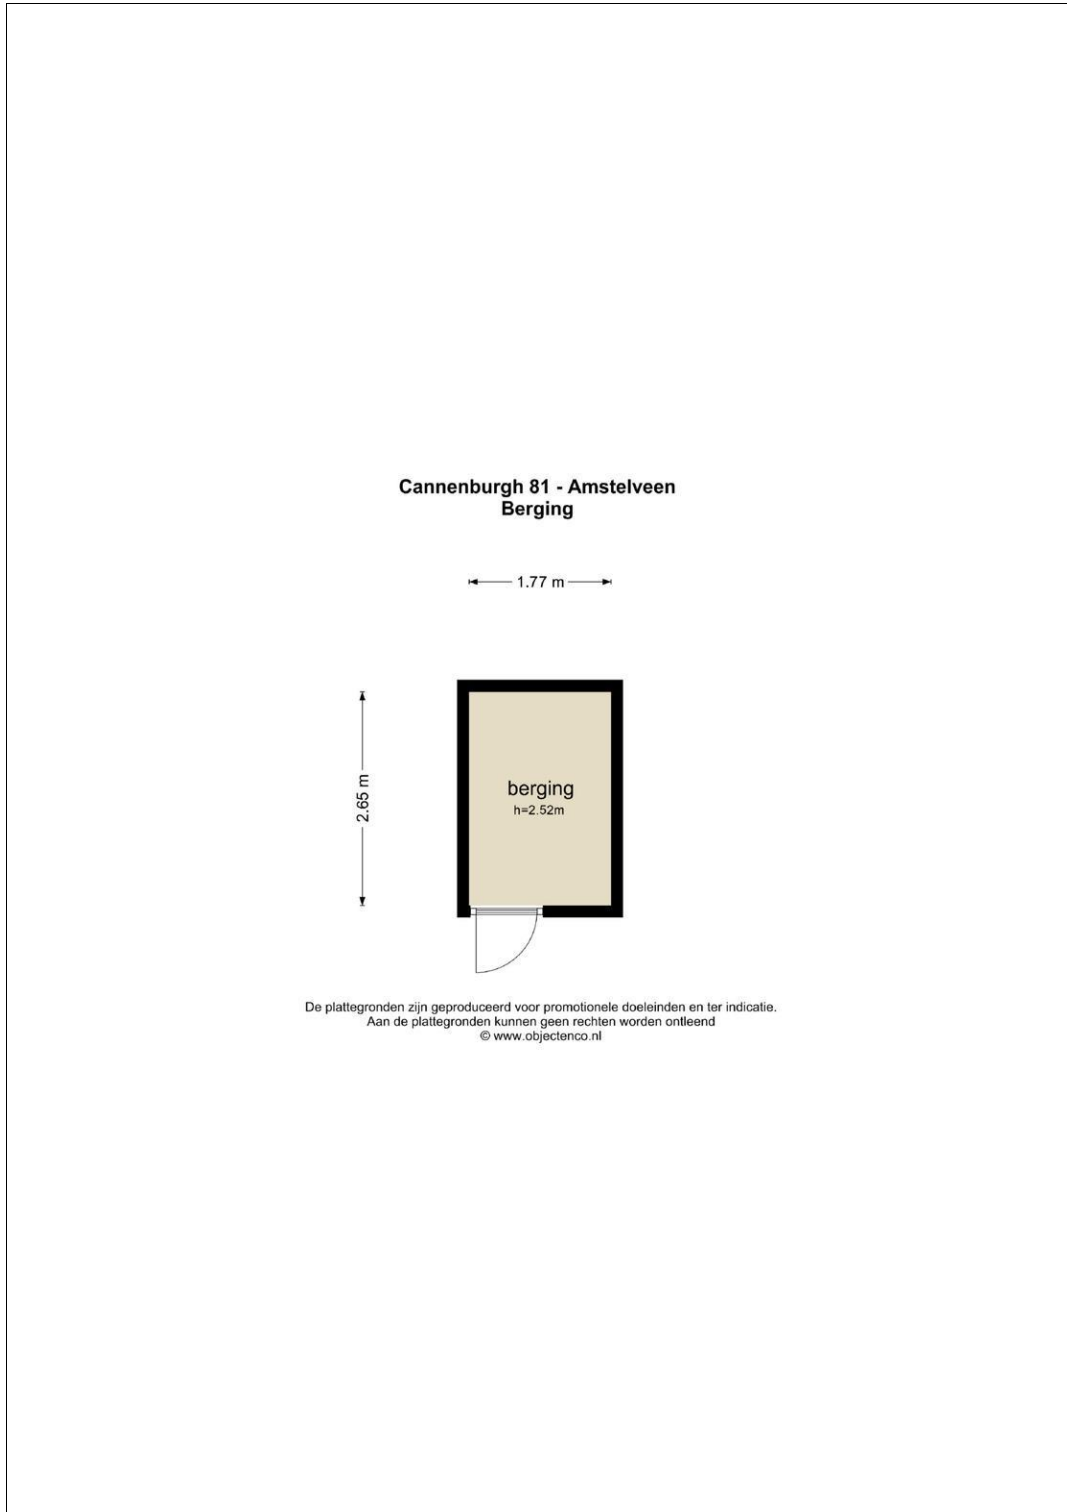 Cannenburgh 81 - Amstelveen
Berging
1.77 m
2.65 m
berging
h=2.52m
De plattegronden zijn geproduceerd voor promotionele doeleinden en ter indicatie.
Aan de plattegronden kunnen geen rechten worden ontleend
© www.objectenco.nl